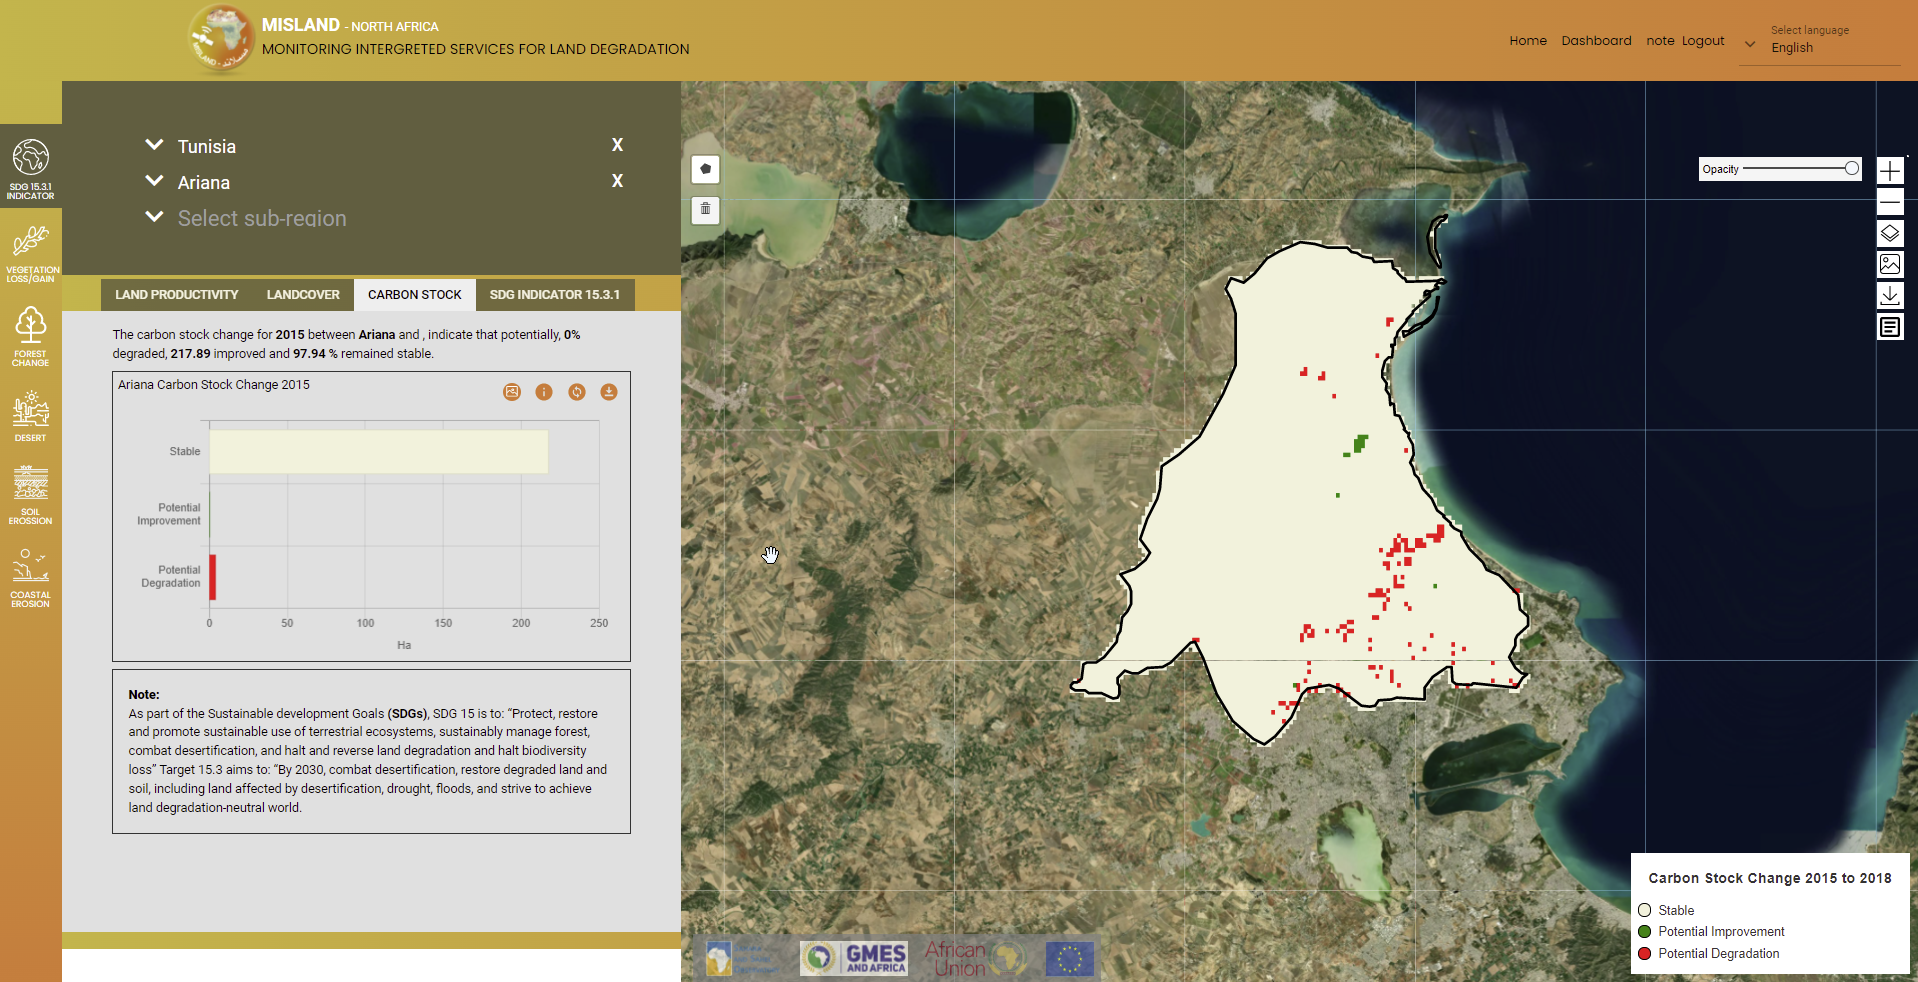 MISLAND - NORTH AFRICA
MONITORING INTERGRETED SERVICES FOR LAND DEGRADATION
Home Dashboard note Logout
Select language
English
SDG 15.3.1
INDICATOR
VEGETATION
LOSS/GAIN
FOREST
CHANGE
DESERT
SOIL
EROSSION
COASTAL
EROSION
Tunisia X
Ariana X
Select sub-region
LAND PRODUCTIVITY LANDCOVER CARBON STOCK SDG INDICATOR 15.3.1
The carbon stock change for 2015 between Ariana and , indicate that potentially, 0%
degraded, 217.89 improved and 97.94 % remained stable.
Ariana Carbon Stock Change 2015
Stable
Potential
Improvement
Potential
Degradation
0 50 100 150 200 250
Ha
Note:
As part of the Sustainable development Goals (SDGs), SDG 15 is to: “Protect, restore
and promote sustainable use of terrestrial ecosystems, sustainably manage forest,
combat desertification, and halt and reverse land degradation and halt biodiversity
loss” Target 15.3 aims to: “By 2030, combat desertification, restore degraded land and
soil, including land affected by desertification, drought, floods, and strive to achieve
land degradation-neutral world.
Opacity
Carbon Stock Change 2015 to 2018
Stable
Potential Improvement
Potential Degradation
GMES
AND AFRICA
African
Union